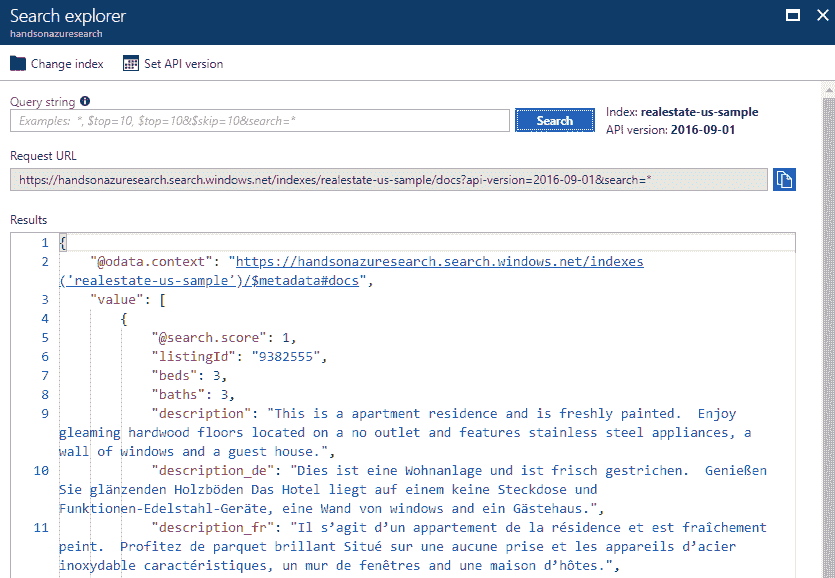 Search explorer
handsonazuresearch
Change index
Set API version
Query string
Examples: *, $top=10, $top=10&$skip=10&search=*
Search
Index: realestate-us-sample
API version: 2016-09-01
Request URL
https://handsonazuresearch.search.windows.net/indexes/realestate-us-sample/docs?api-version=2016-09-01&search=*
Results
1 {
2 "@odata.context": "https://handsonazuresearch.search.windows.net/indexes
('realestate-us-sample')/$metadata#docs",
3 "value": [
4 {
5 "@search.score": 1,
6 "listingId": "9382555",
7 "beds": 3,
8 "baths": 3,
9 "description": "This is a apartment residence and is freshly painted.  Enjoy
gleaming hardwood floors located on a no outlet and features stainless steel appliances, a
wall of windows and a guest house.",
10 "description_de": "Dies ist eine Wohnanlage und ist frisch gestrichen.  Genießen
Sie glänzenden Holzböden Das Hotel liegt auf einem keine Steckdose und
Funktionen-Edelstahl-Geräte, eine Wand von windows and ein Gästehaus.",
11 "description_fr": "Il s’agit d’un appartement de la résidence et est fraîchement
peint.  Profitez de parquet brillant Situé sur une aucune prise et les appareils d’acier
inoxydable caractéristiques, un mur de fenêtres and une maison d’hôtes.",